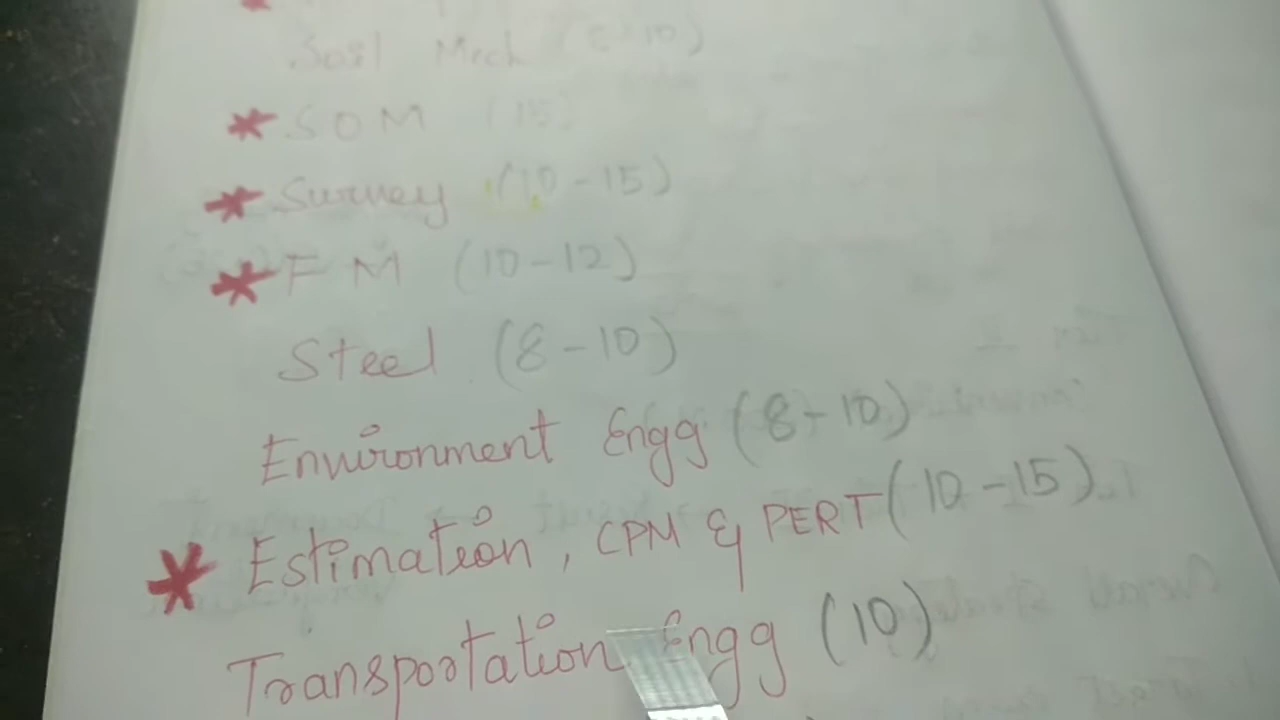 Soil Mech (8-10)
* SOM (15)
* Survey (10-15)
* FM (10-12)
Steel (8-10)
Environment Engg (8-10)
* Estimation, CPM & PERT (10-15)
Transportation Engg (10)